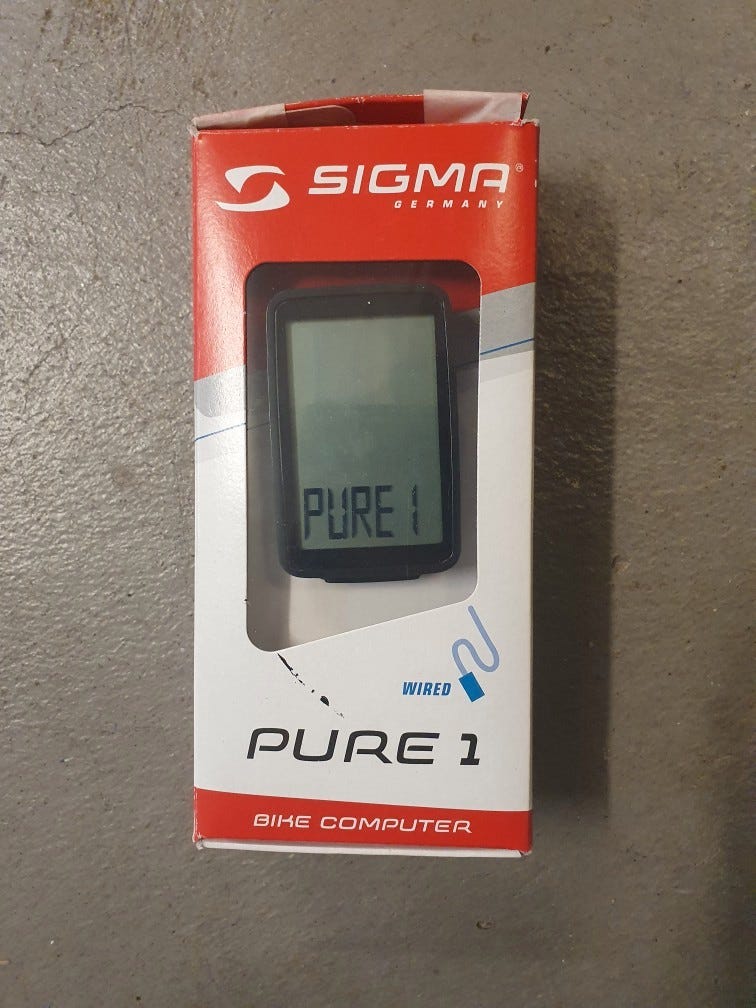 SIGMA®
GERMANY
PURE 1
WIRED
PURE 1
BIKE COMPUTER